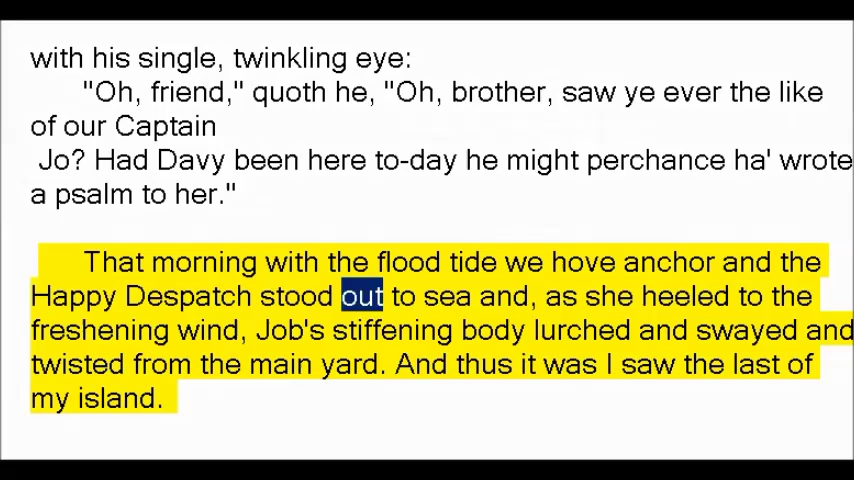 with his single, twinkling eye:
"Oh, friend," quoth he, "Oh, brother, saw ye ever the like
of our Captain
Jo? Had Davy been here to-day he might perchance ha' wrote
a psalm to her."
That morning with the flood tide we hove anchor and the
Happy Despatch stood out to sea and, as she heeled to the
freshening wind, Job's stiffening body lurched and swayed and
twisted from the main yard. And thus it was I saw the last of
my island.